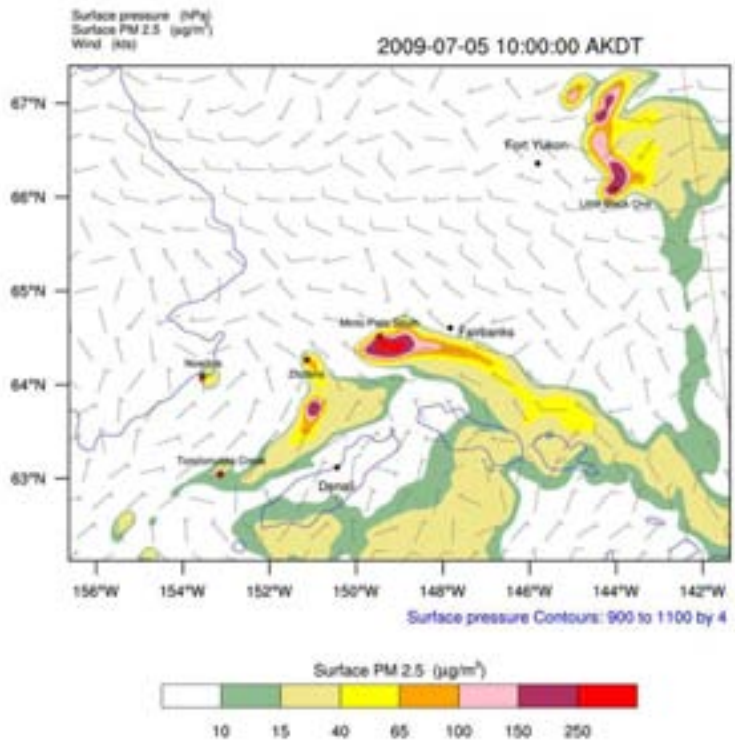 Surface pressure (hPa)
Surface PM 2.5 (µg/m³)
Wind (kts)
2009-07-05 10:00:00 AKDT
67°N
Fort Yukon
66°N
65°N
Fairbanks
64°N
63°N
Denali
156°W 154°W 152°W 150°W 148°W 146°W 144°W 142°W
Surface pressure Contours: 900 to 1100 by 4
Surface PM 2.5 (µg/m³)
10 15 40 65 100 150 250